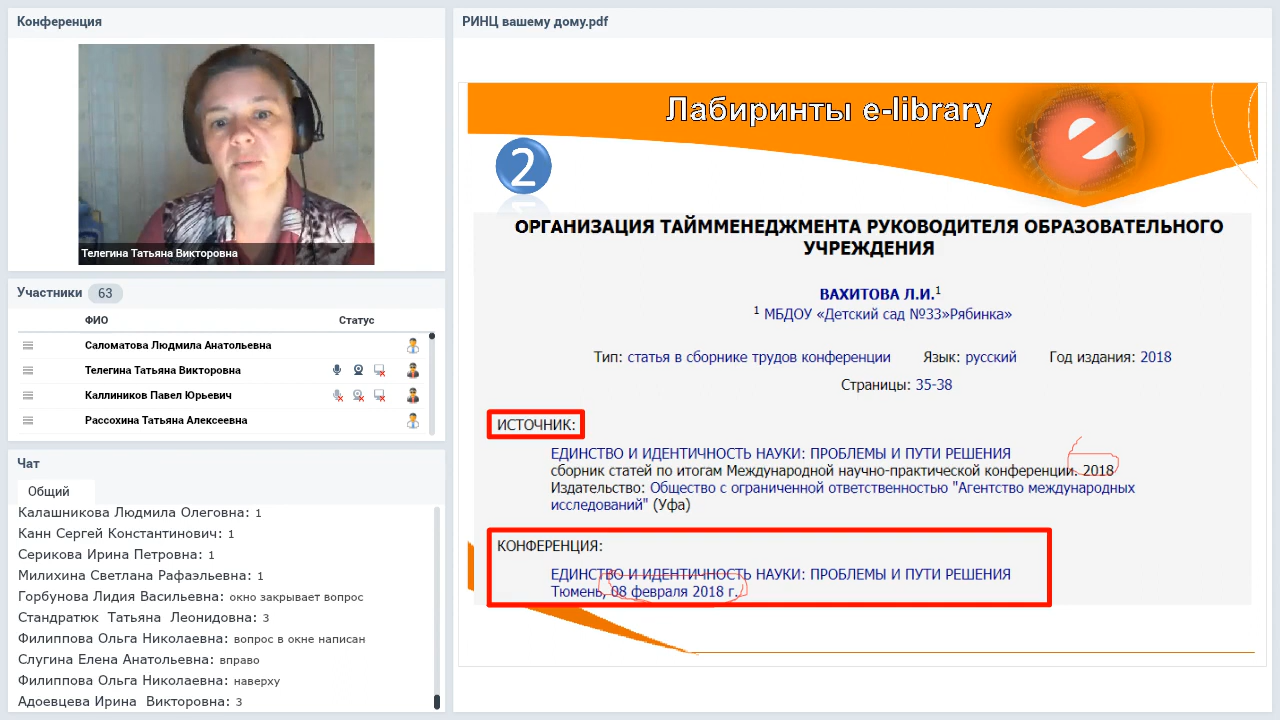 Конференция
Телегина Татьяна Викторовна
Участники 63
ФИО Статус
Саломатова Людмила Анатольевна
Телегина Татьяна Викторовна
Каллиников Павел Юрьевич
Рассохина Татьяна Алексеевна
Чат
Общий
Калашникова Людмила Олеговна: 1
Канн Сергей Константинович: 1
Серикова Ирина Петровна: 1
Милихина Светлана Рафаэльевна: 1
Горбунова Лидия Васильевна: окно закрывает вопрос
Стандратюк Татьяна Леонидовна: 3
Филиппова Ольга Николаевна: вопрос в окне написан
Слугина Елена Анатольевна: вправо
Филиппова Ольга Николаевна: наверху
Адоевцева Ирина Викторовна: 3
РИНЦ вашему дому.pdf
Лабиринты e-library
e
2
ОРГАНИЗАЦИЯ ТАЙММЕНЕДЖМЕНТА РУКОВОДИТЕЛЯ ОБРАЗОВАТЕЛЬНОГО
УЧРЕЖДЕНИЯ
ВАХИТОВА Л.И.1
1 МБДОУ «Детский сад №33»Рябинка»
Тип: статья в сборнике трудов конференции Язык: русский Год издания: 2018
Страницы: 35-38
ИСТОЧНИК:
ЕДИНСТВО И ИДЕНТИЧНОСТЬ НАУКИ: ПРОБЛЕМЫ И ПУТИ РЕШЕНИЯ
сборник статей по итогам Международной научно-практической конференции. 2018
Издательство: Общество с ограниченной ответственностью "Агентство международных
исследований" (Уфа)
КОНФЕРЕНЦИЯ:
ЕДИНСТВО И ИДЕНТИЧНОСТЬ НАУКИ: ПРОБЛЕМЫ И ПУТИ РЕШЕНИЯ
Тюмень, 08 февраля 2018 г.